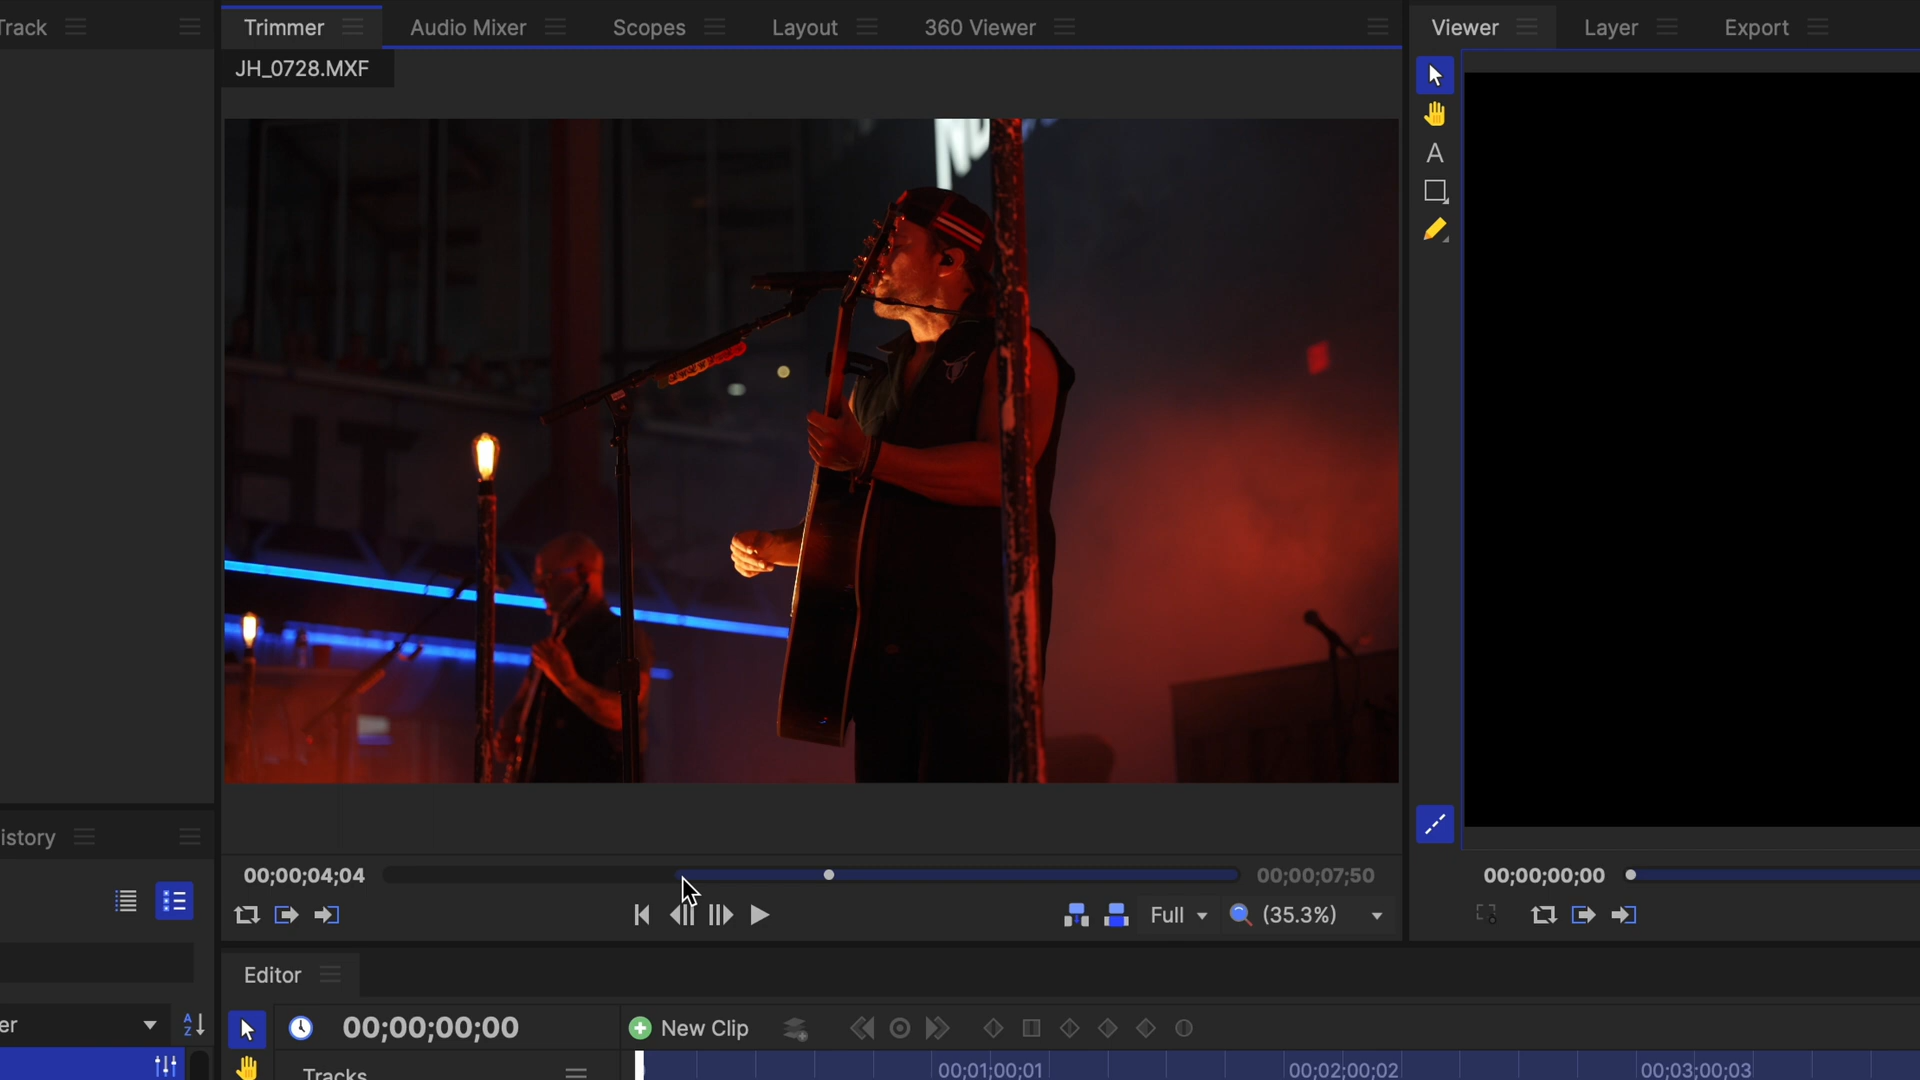 Track
Trimmer
Audio Mixer
Scopes
Layout
360 Viewer
Viewer
Layer
Export
JH_0728.MXF
A
istory
00;00;04;04
00;00;07;50
00;00;00;00
Full
(35.3%)
Editor
er
A
Z
00;00;00;00
New Clip
Tracks
00;01;00;01
00;02;00;02
00;03;00;03